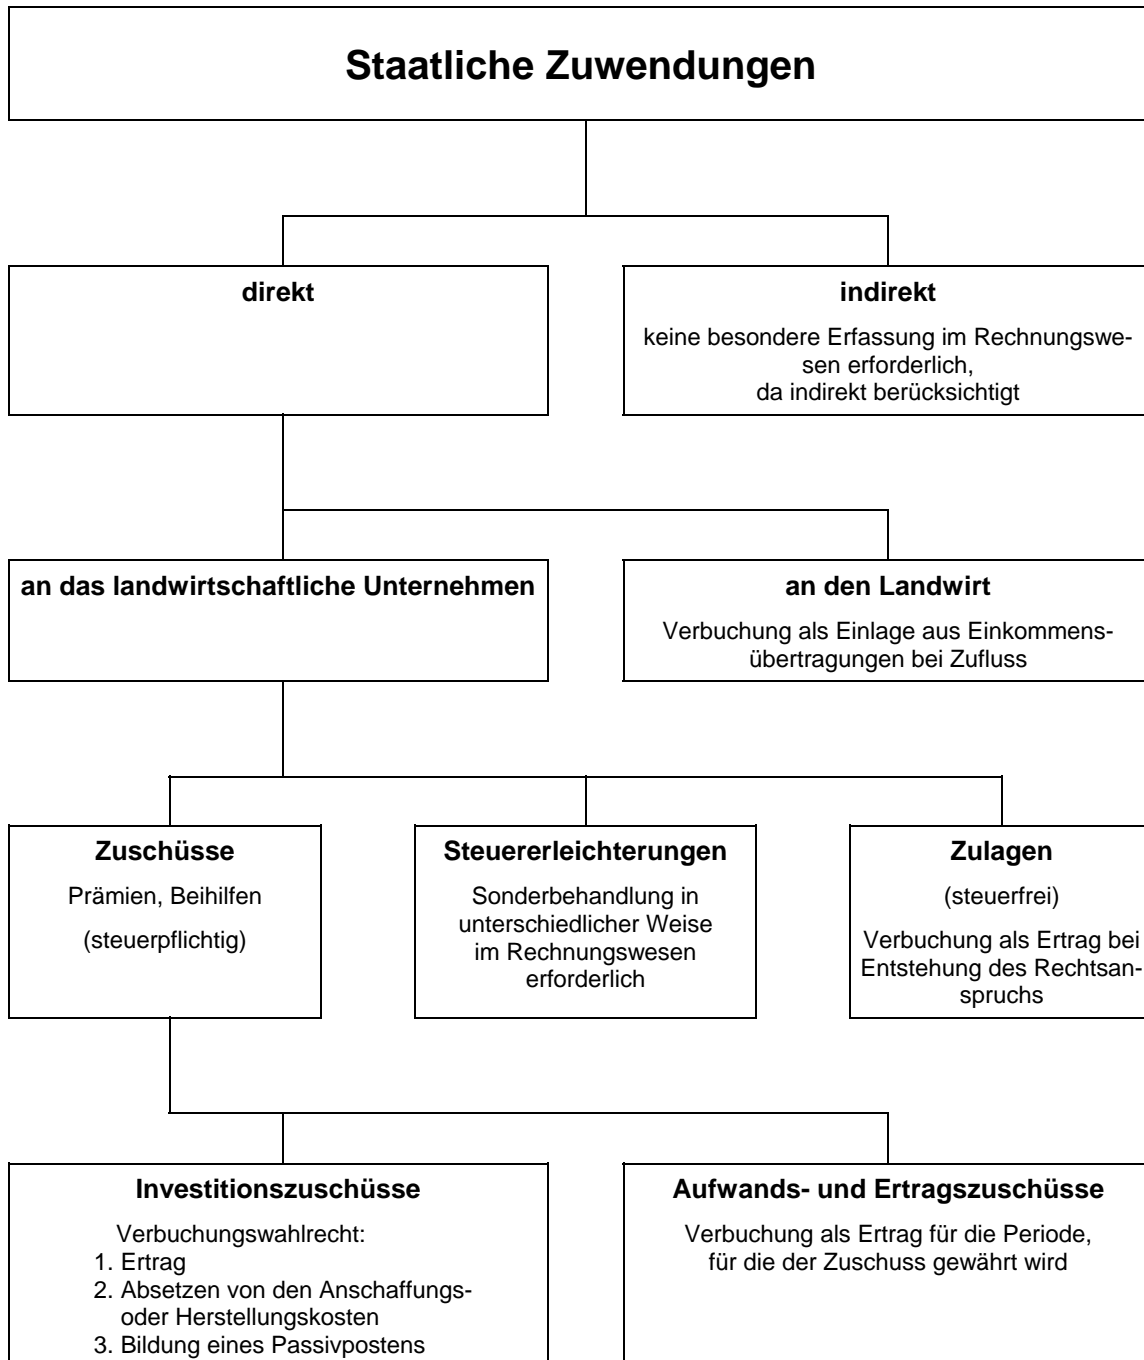 Staatliche Zuwendungen
direkt
indirekt
keine besondere Erfassung im Rechnungswe-
sen erforderlich,
da indirekt berücksichtigt
an das landwirtschaftliche Unternehmen
an den Landwirt
Verbuchung als Einlage aus Einkommens-
übertragungen bei Zufluss
Zuschüsse
Prämien, Beihilfen
(steuerpflichtig)
Steuererleichterungen
Sonderbehandlung in
unterschiedlicher Weise
im Rechnungswesen
erforderlich
Zulagen
(steuerfrei)
Verbuchung als Ertrag bei
Entstehung des Rechtsan-
spruchs
Investitionszuschüsse
Verbuchungswahlrecht:
1. Ertrag
2. Absetzen von den Anschaffungs-
oder Herstellungskosten
3. Bildung eines Passivpostens
Aufwands- und Ertragszuschüsse
Verbuchung als Ertrag für die Periode,
für die der Zuschuss gewährt wird